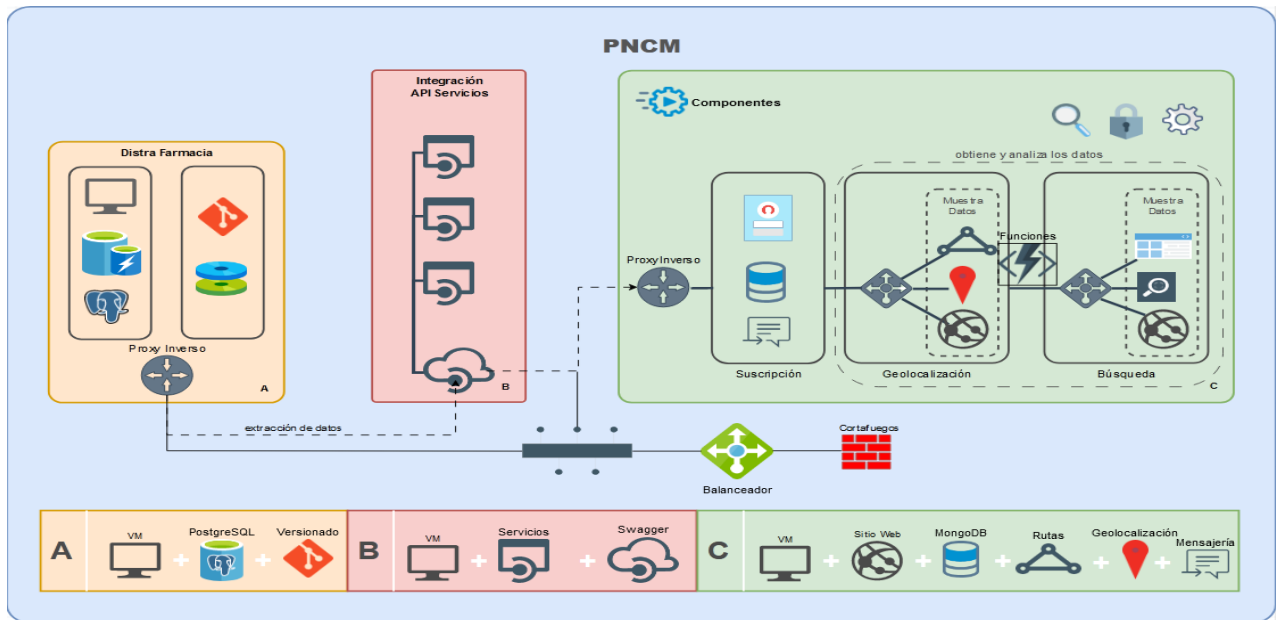 PNCM
Distra Farmacia
Proxy Inverso
A
Integración
API Servicios
B
Componentes
obtiene y analiza los datos
Proxy Inverso
Muestra
Datos
Funciones
Muestra
Datos
Suscripción
Geolocalización
Búsqueda
C
extracción de datos
Balanceador
Cortafuegos
A
VM
PostgreSQL
Versionado
B
VM
Servicios
Swagger
C
VM
Sitio Web
MongoDB
Rutas
Geolocalización
Mensajería